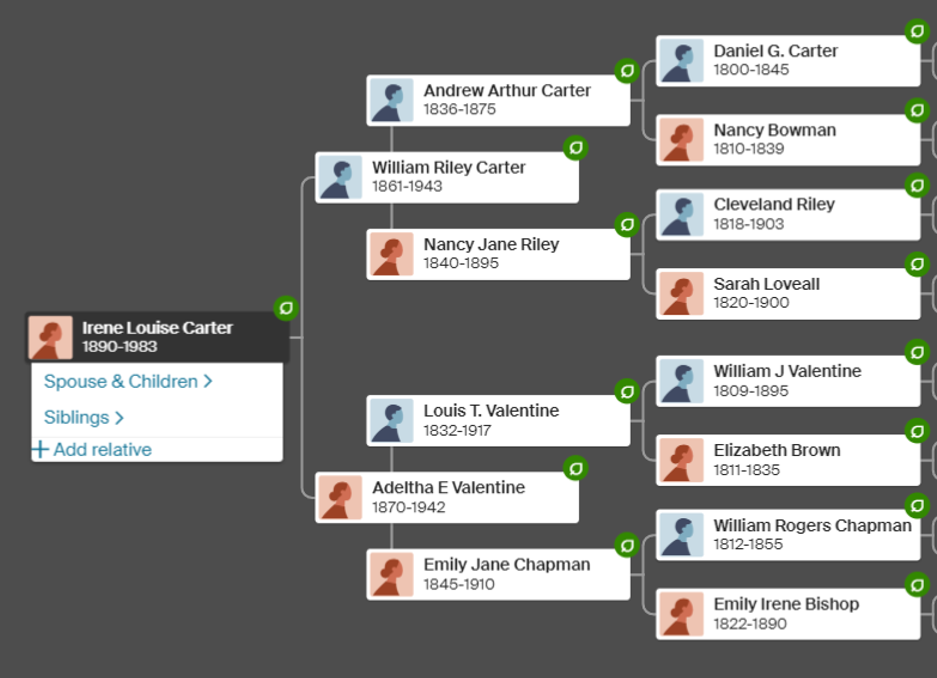 Daniel G. Carter
1800-1845
Andrew Arthur Carter
1836-1875
Nancy Bowman
1810-1839
William Riley Carter
1861-1943
Cleveland Riley
1818-1903
Nancy Jane Riley
1840-1895
Sarah Loveall
1820-1900
Irene Louise Carter
1890-1983
Spouse & Children >
Siblings >
+ Add relative
William J Valentine
1809-1895
Louis T. Valentine
1832-1917
Elizabeth Brown
1811-1835
Adeltha E Valentine
1870-1942
William Rogers Chapman
1812-1855
Emily Jane Chapman
1845-1910
Emily Irene Bishop
1822-1890